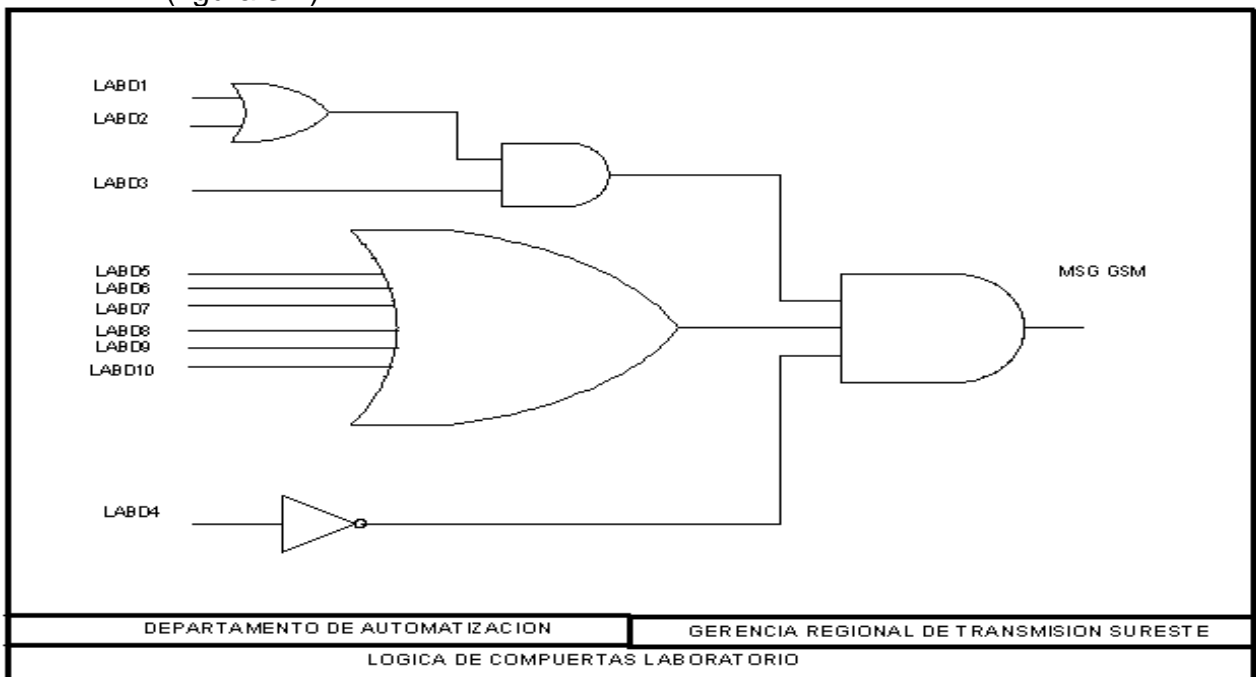 LABD1
LABD2
LABD3
LABD5
LABD6
LABD7
LABD8
LABD9
LABD10
MSG GSM
LABD4
DEPARTAMENTO DE AUTOMATIZACION
GERENCIA REGIONAL DE TRANSMISION SURESTE
LOGICA DE COMPUERTAS LABORATORIO